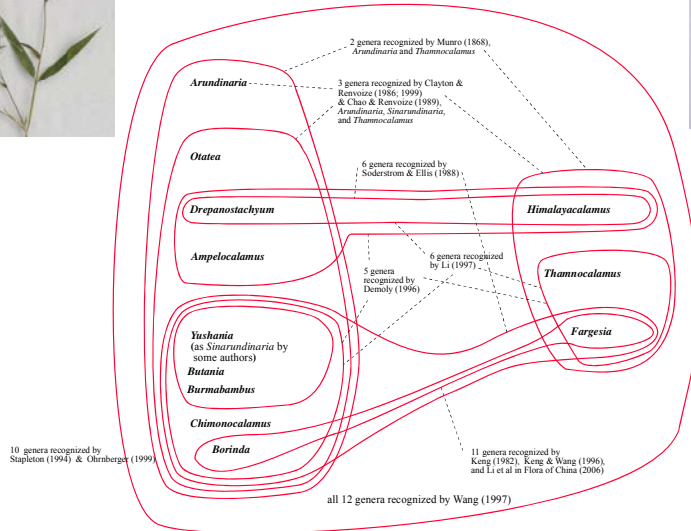 2 genera recognized by Munro (1868),
Arundinaria and Thamnocalamus
Arundinaria
3 genera recognized by Clayton &
Renvoize (1986; 1999)
& Chao & Renvoize (1989),
Arundinaria, Sinarundinaria,
and Thamnocalamus
Otatea
6 genera recognized by
Soderstrom & Ellis (1988)
Drepanostachyum
Himalayacalamus
Ampelocalamus
6 genera recognized
by Li (1997)
5 genera
recognized by
Demoly (1996)
Thamnocalamus
Fargesia
Yushania
(as Sinarundinaria by
some authors)
Butania
Burmabambus
Chimonocalamus
Borinda
10 genera recognized by
Stapleton (1994) & Ohrnberger (1999)
11 genera recognized by
Keng (1982), Keng & Wang (1996),
and Li et al in Flora of China (2006)
all 12 genera recognized by Wang (1997)